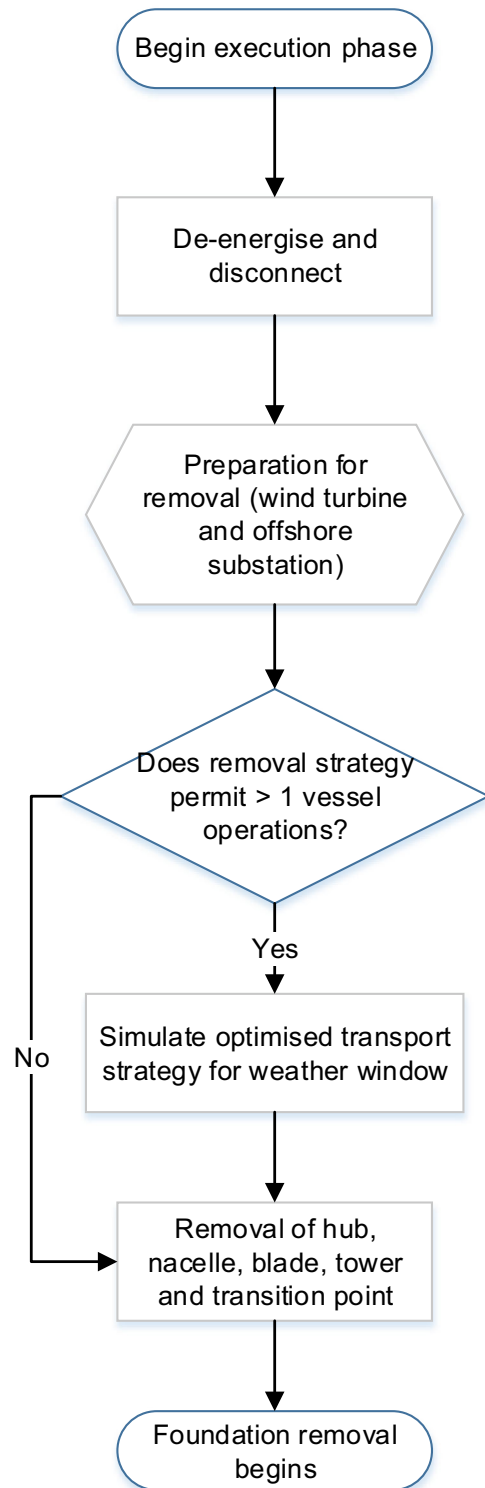 Begin execution phase
De-energise and
disconnect
Preparation for
removal (wind turbine
and offshore
substation)
Does removal strategy
permit > 1 vessel
operations?
Yes
No
Simulate optimised transport
strategy for weather window
Removal of hub,
nacelle, blade, tower
and transition point
Foundation removal
begins